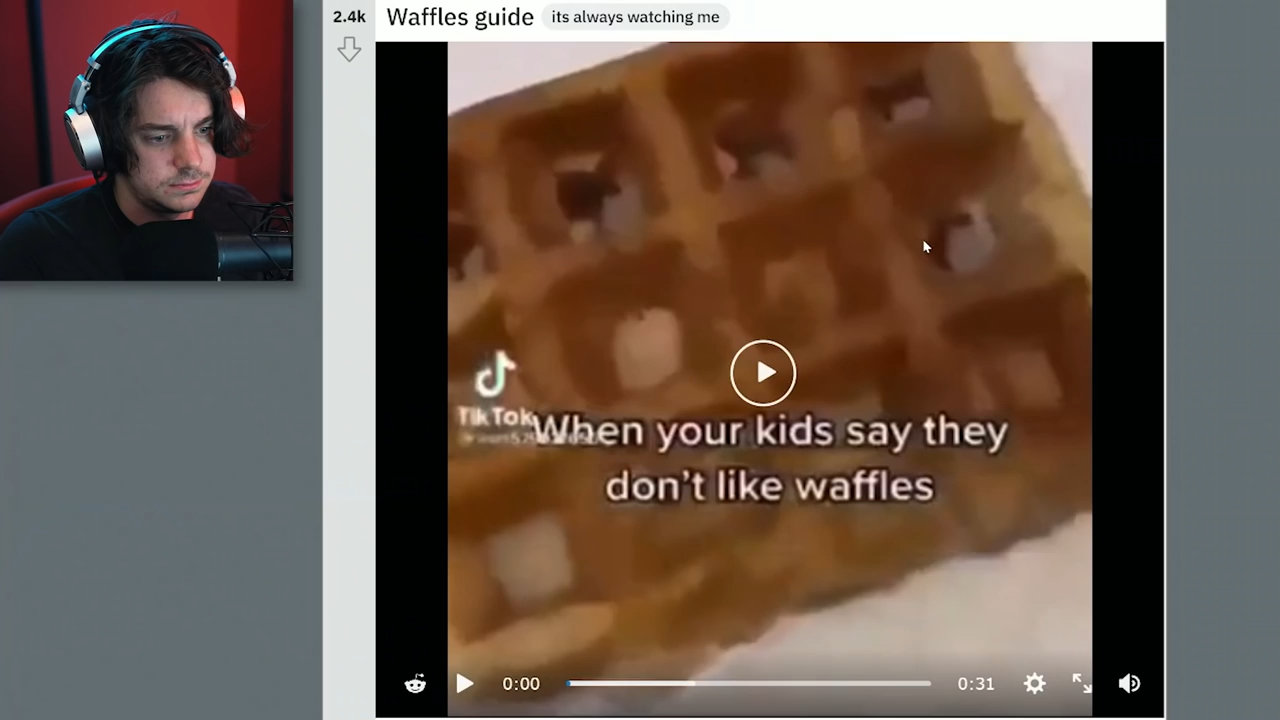 2.4k
Waffles guide
its always watching me
TikTok
When your kids say they
don't like waffles
0:00
0:31